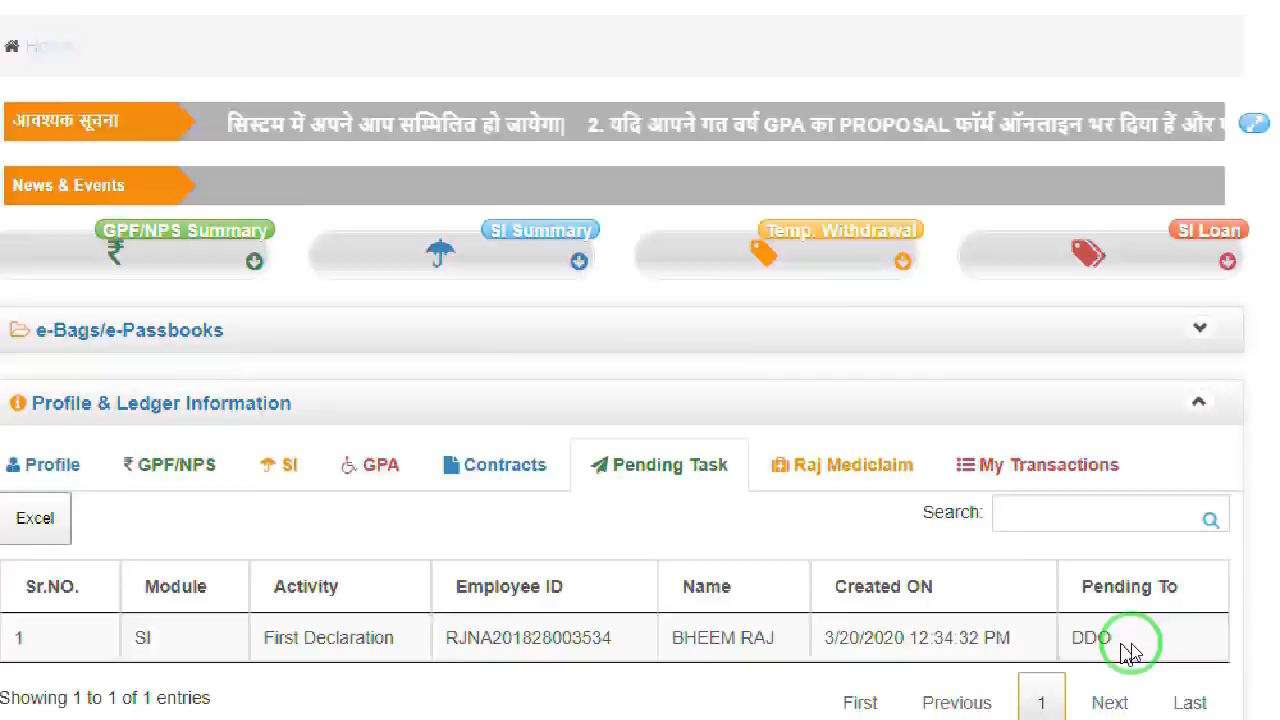 Home
आवश्यक सूचना सिस्टम में अपने आप सम्मिलित हो जायेगा| 2. यदि आपने गत वर्ष GPA का PROPOSAL फॉर्म ऑनलाइन भर दिया हैं और
News & Events
GPF/NPS Summary SI Summary Temp. Withdrawal SI Loan
e-Bags/e-Passbooks
Profile & Ledger Information
Profile ₹ GPF/NPS SI GPA Contracts Pending Task Raj Mediclaim My Transactions
Excel Search:
Sr.NO. Module Activity Employee ID Name Created ON Pending To
1 SI First Declaration RJNA201828003534 BHEEM RAJ 3/20/2020 12:34:32 PM DDO
Showing 1 to 1 of 1 entries First Previous 1 Next Last